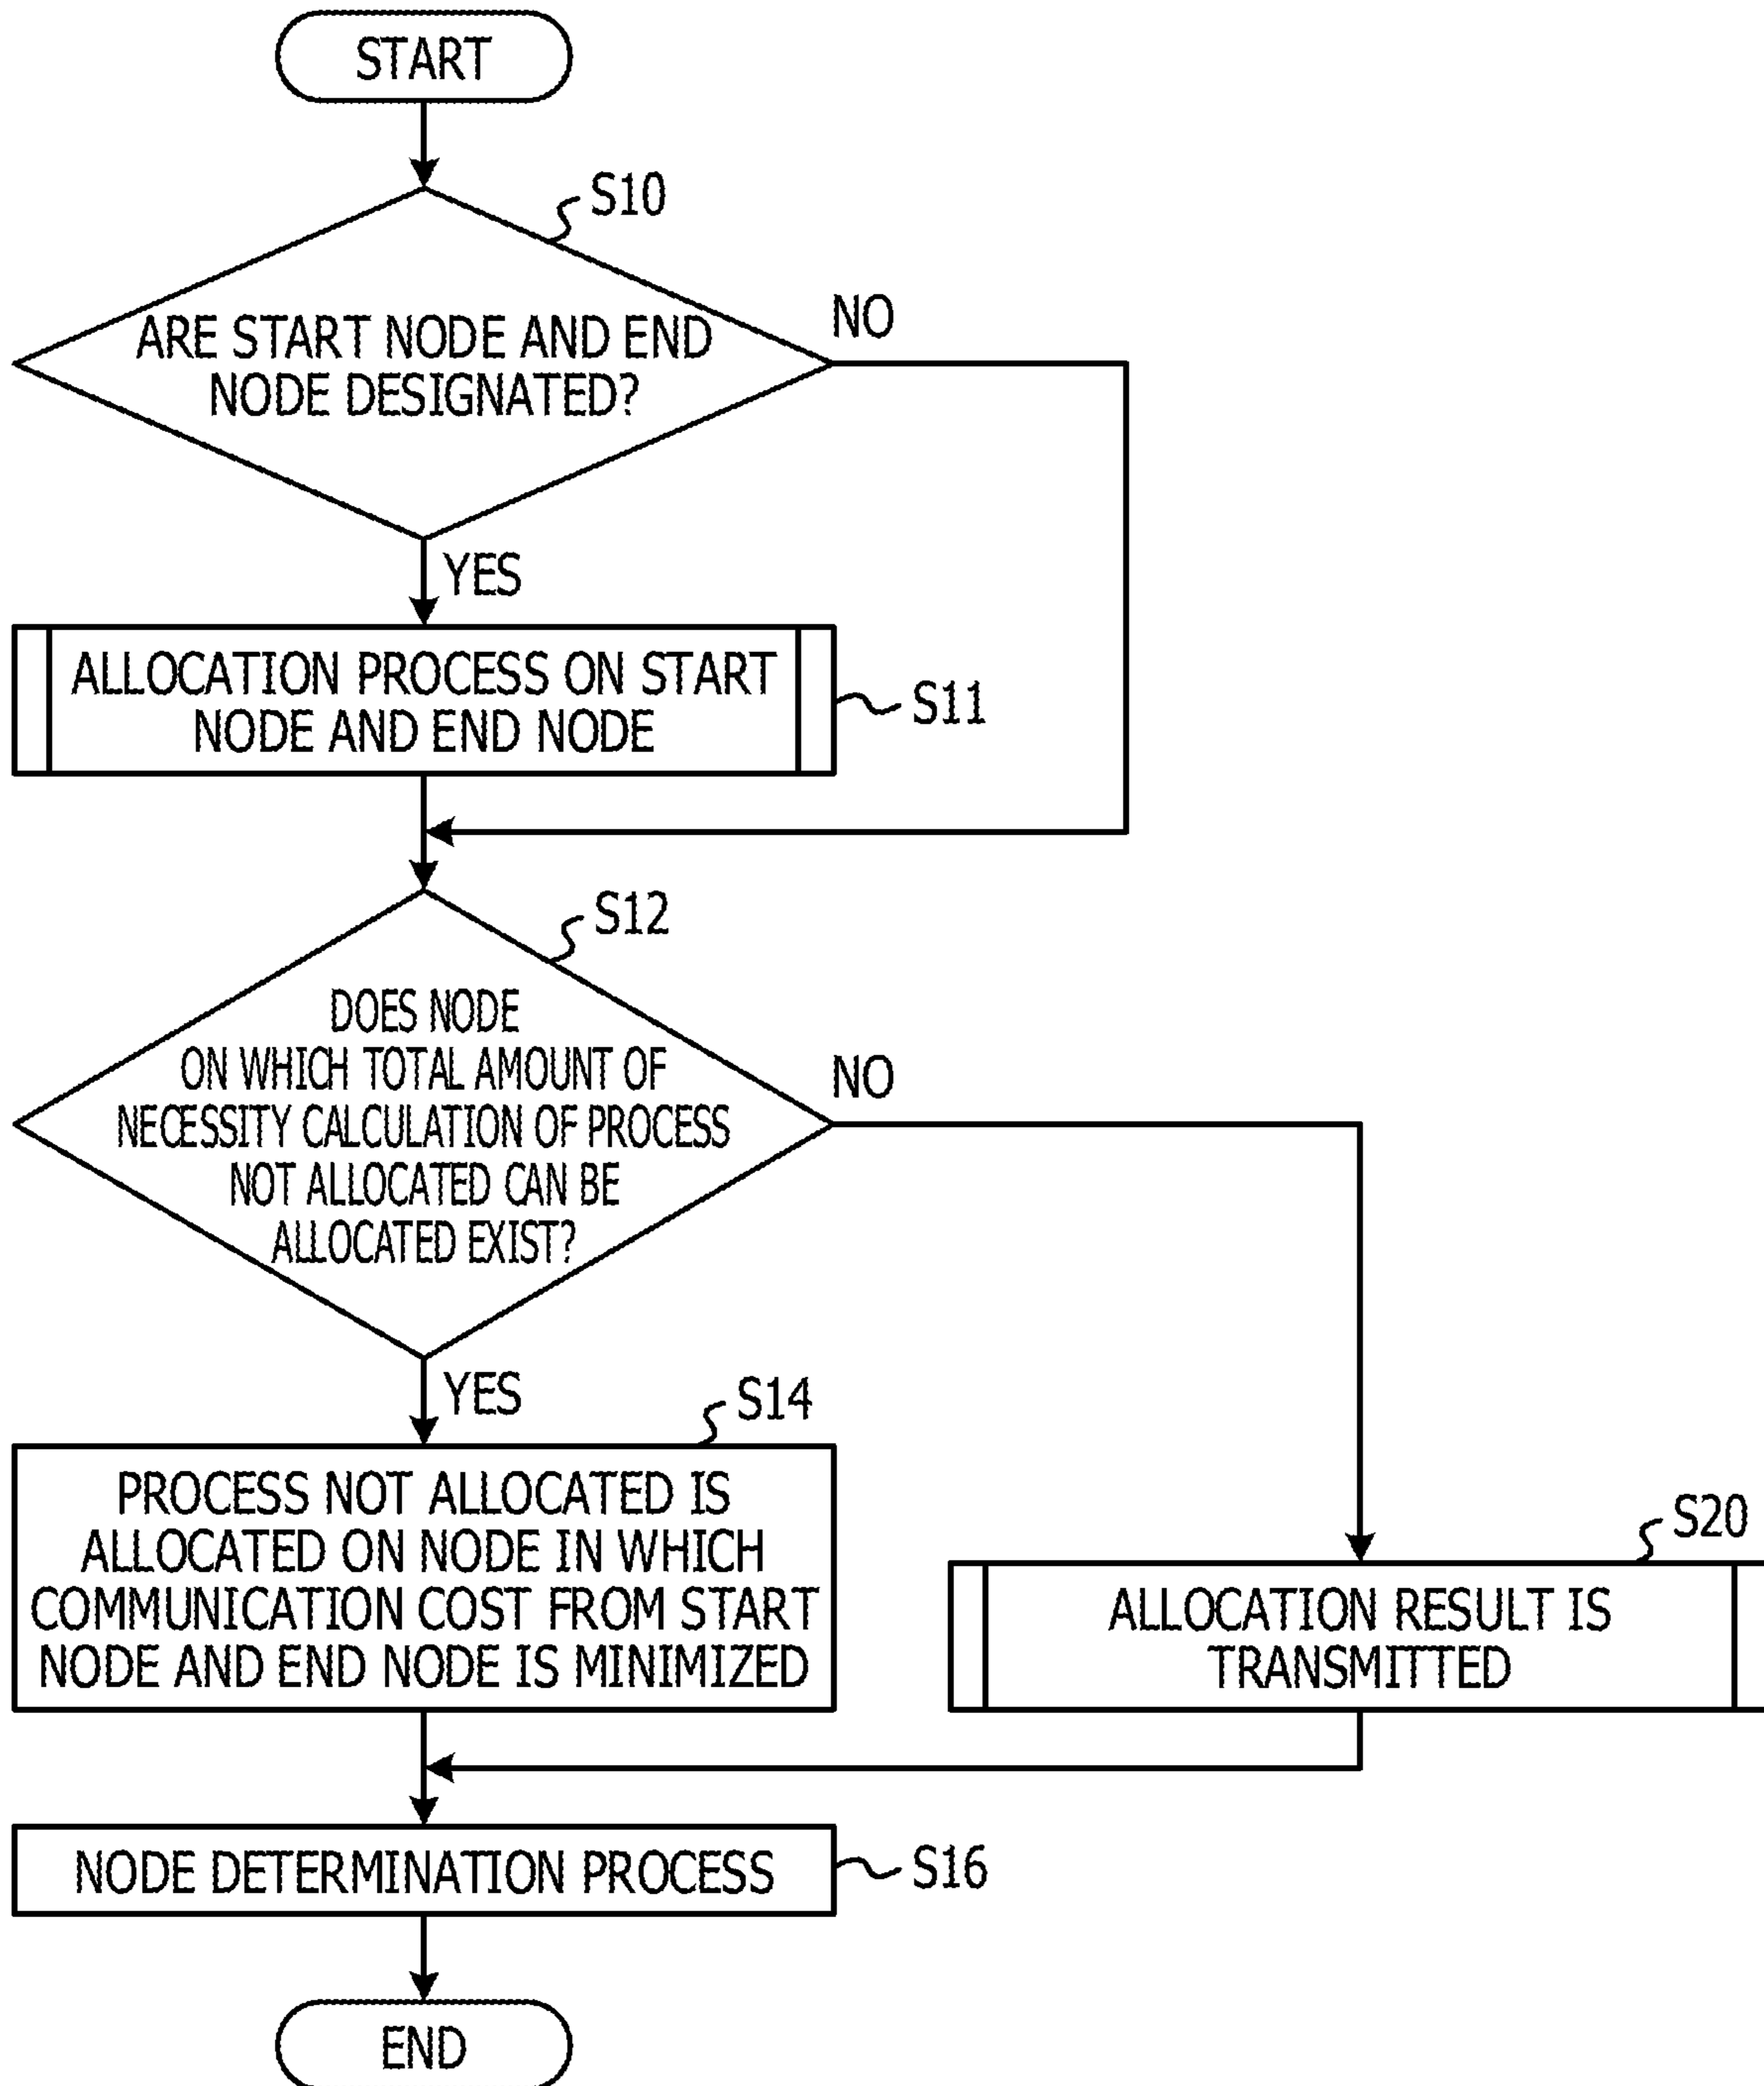 START
S10
ARE START NODE AND END
NODE DESIGNATED?
NO
YES
ALLOCATION PROCESS ON START
NODE AND END NODE
S11
S12
DOES NODE
ON WHICH TOTAL AMOUNT OF
NECESSITY CALCULATION OF PROCESS
NOT ALLOCATED CAN BE
ALLOCATED EXIST?
NO
YES
S14
PROCESS NOT ALLOCATED IS
ALLOCATED ON NODE IN WHICH
COMMUNICATION COST FROM START
NODE AND END NODE IS MINIMIZED
S20
ALLOCATION RESULT IS
TRANSMITTED
NODE DETERMINATION PROCESS
S16
END